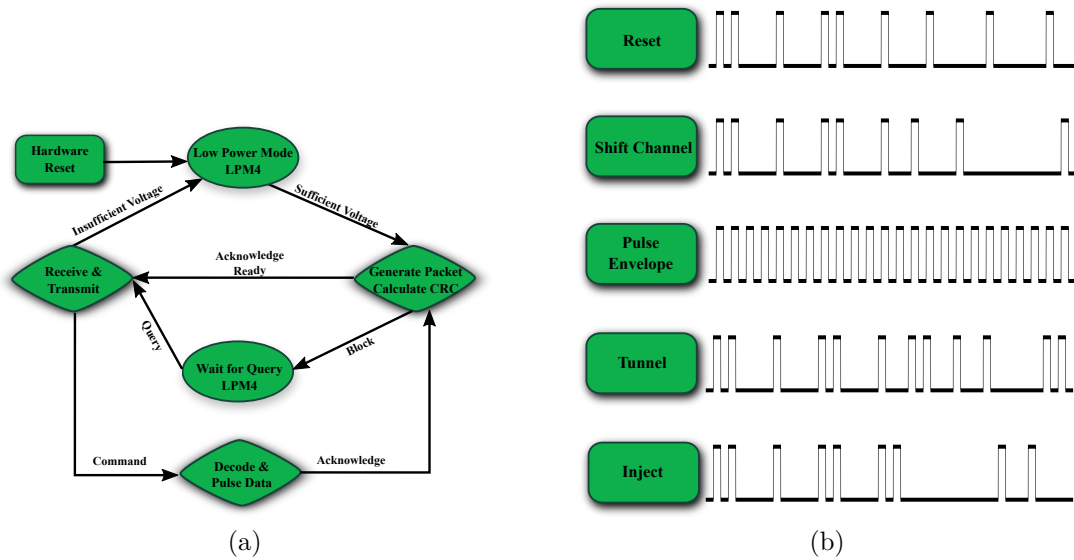 Hardware
Reset
Low Power Mode
LPM4
Insufficient Voltage
Sufficient Voltage
Receive &
Transmit
Acknowledge
Ready
Generate Packet
Calculate CRC
Query
Block
Wait for Query
LPM4
Command
Decode &
Pulse Data
Acknowledge
(a)
Reset
Shift Channel
Pulse
Envelope
Tunnel
Inject
(b)